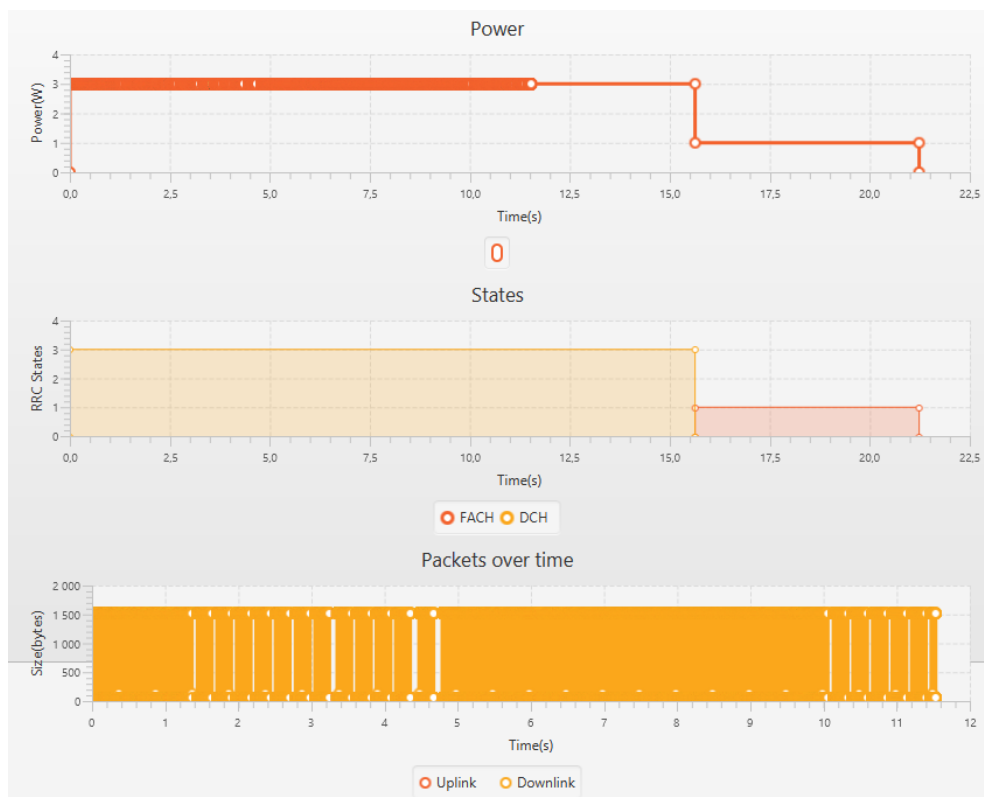 Power
4
3
2
1
0
Power(W)
0,0 2,5 5,0 7,5 10,0 12,5 15,0 17,5 20,0 22,5
Time(s)
0
States
4
3
2
1
0
RRC States
0,0 2,5 5,0 7,5 10,0 12,5 15,0 17,5 20,0 22,5
Time(s)
FACH DCH
Packets over time
2 000
1 500
1 000
500
0
Size(bytes)
0 1 2 3 4 5 6 7 8 9 10 11 12
Time(s)
Uplink Downlink